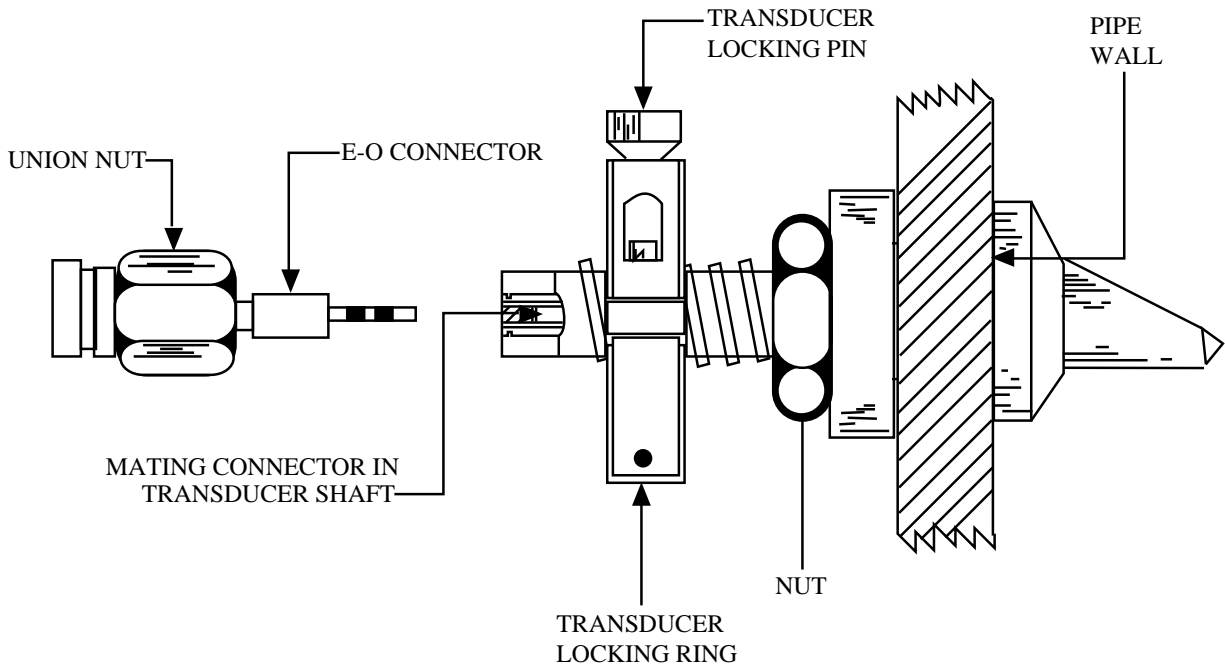 TRANSDUCER
LOCKING PIN
PIPE
WALL
UNION NUT
E-O CONNECTOR
MATING CONNECTOR IN
TRANSDUCER SHAFT
NUT
TRANSDUCER
LOCKING RING